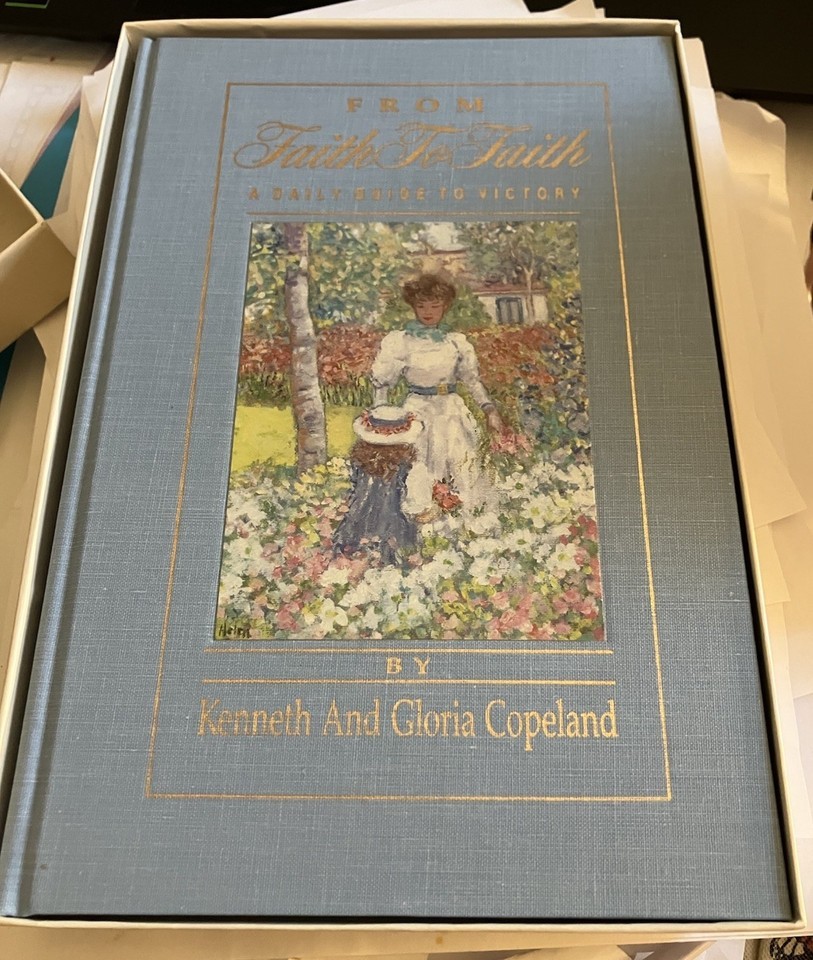 FROM
Faith To Faith
A DAILY GUIDE TO VICTORY
BY
Kenneth And Gloria Copeland